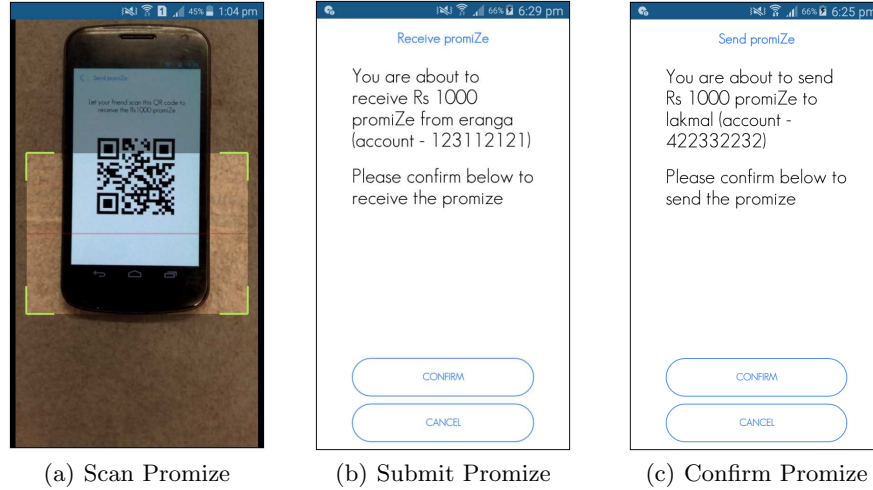 45% 1:04 pm
Send promiZe
Let your friend scan this QR code to
receive the Rs1000 promiZe
(a) Scan Promize
66% 6:29 pm
Receive promiZe
You are about to
receive Rs 1000
promiZe from eranga
(account - 123112121)
Please confirm below to
receive the promize
CONFIRM
CANCEL
(b) Submit Promize
66% 6:25 pm
Send promiZe
You are about to send
Rs 1000 promiZe to
lakmal (account -
422332232)
Please confirm below to
send the promize
CONFIRM
CANCEL
(c) Confirm Promize